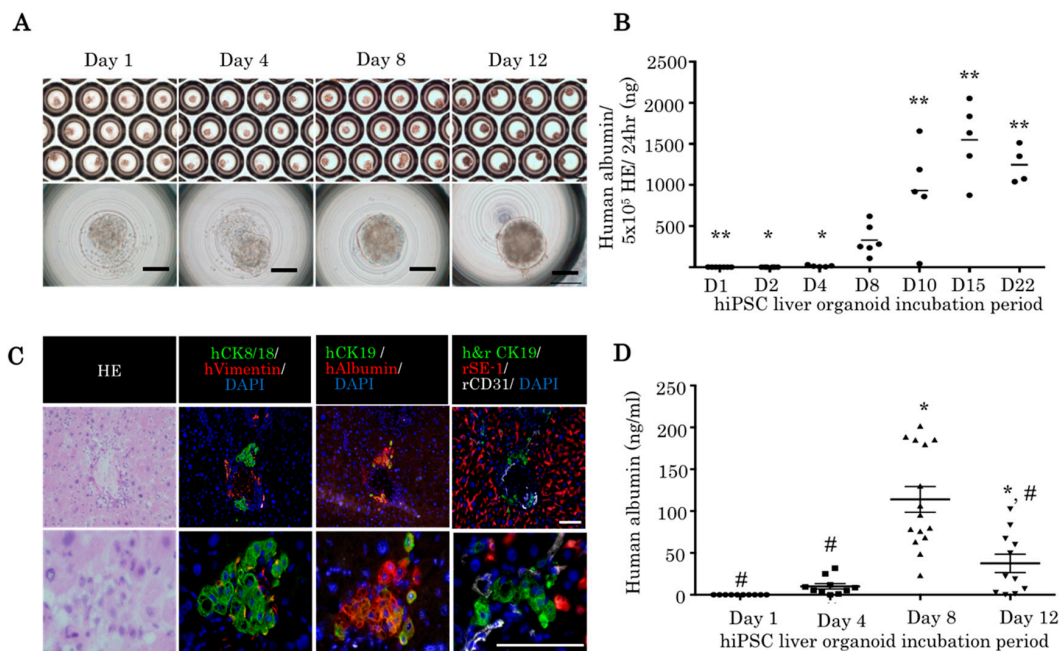 A
Day 1 Day 4 Day 8 Day 12
B
Human albumin/
5x10⁵ HE/ 24hr (ng)
2500
2000
1500
1000
500
0
** * * ** ** **
D1 D2 D4 D8 D10 D15 D22
hiPSC liver organoid incubation period
C
HE
hCK8/18/
hVimentin/
DAPI
hCK19 /
hAlbumin/
DAPI
h&r CK19/
rSE-1/
rCD31/ DAPI
D
Human albumin (ng/ml)
250
200
150
100
50
0
# # * *, #
Day 1 Day 4 Day 8 Day 12
hiPSC liver organoid incubation period